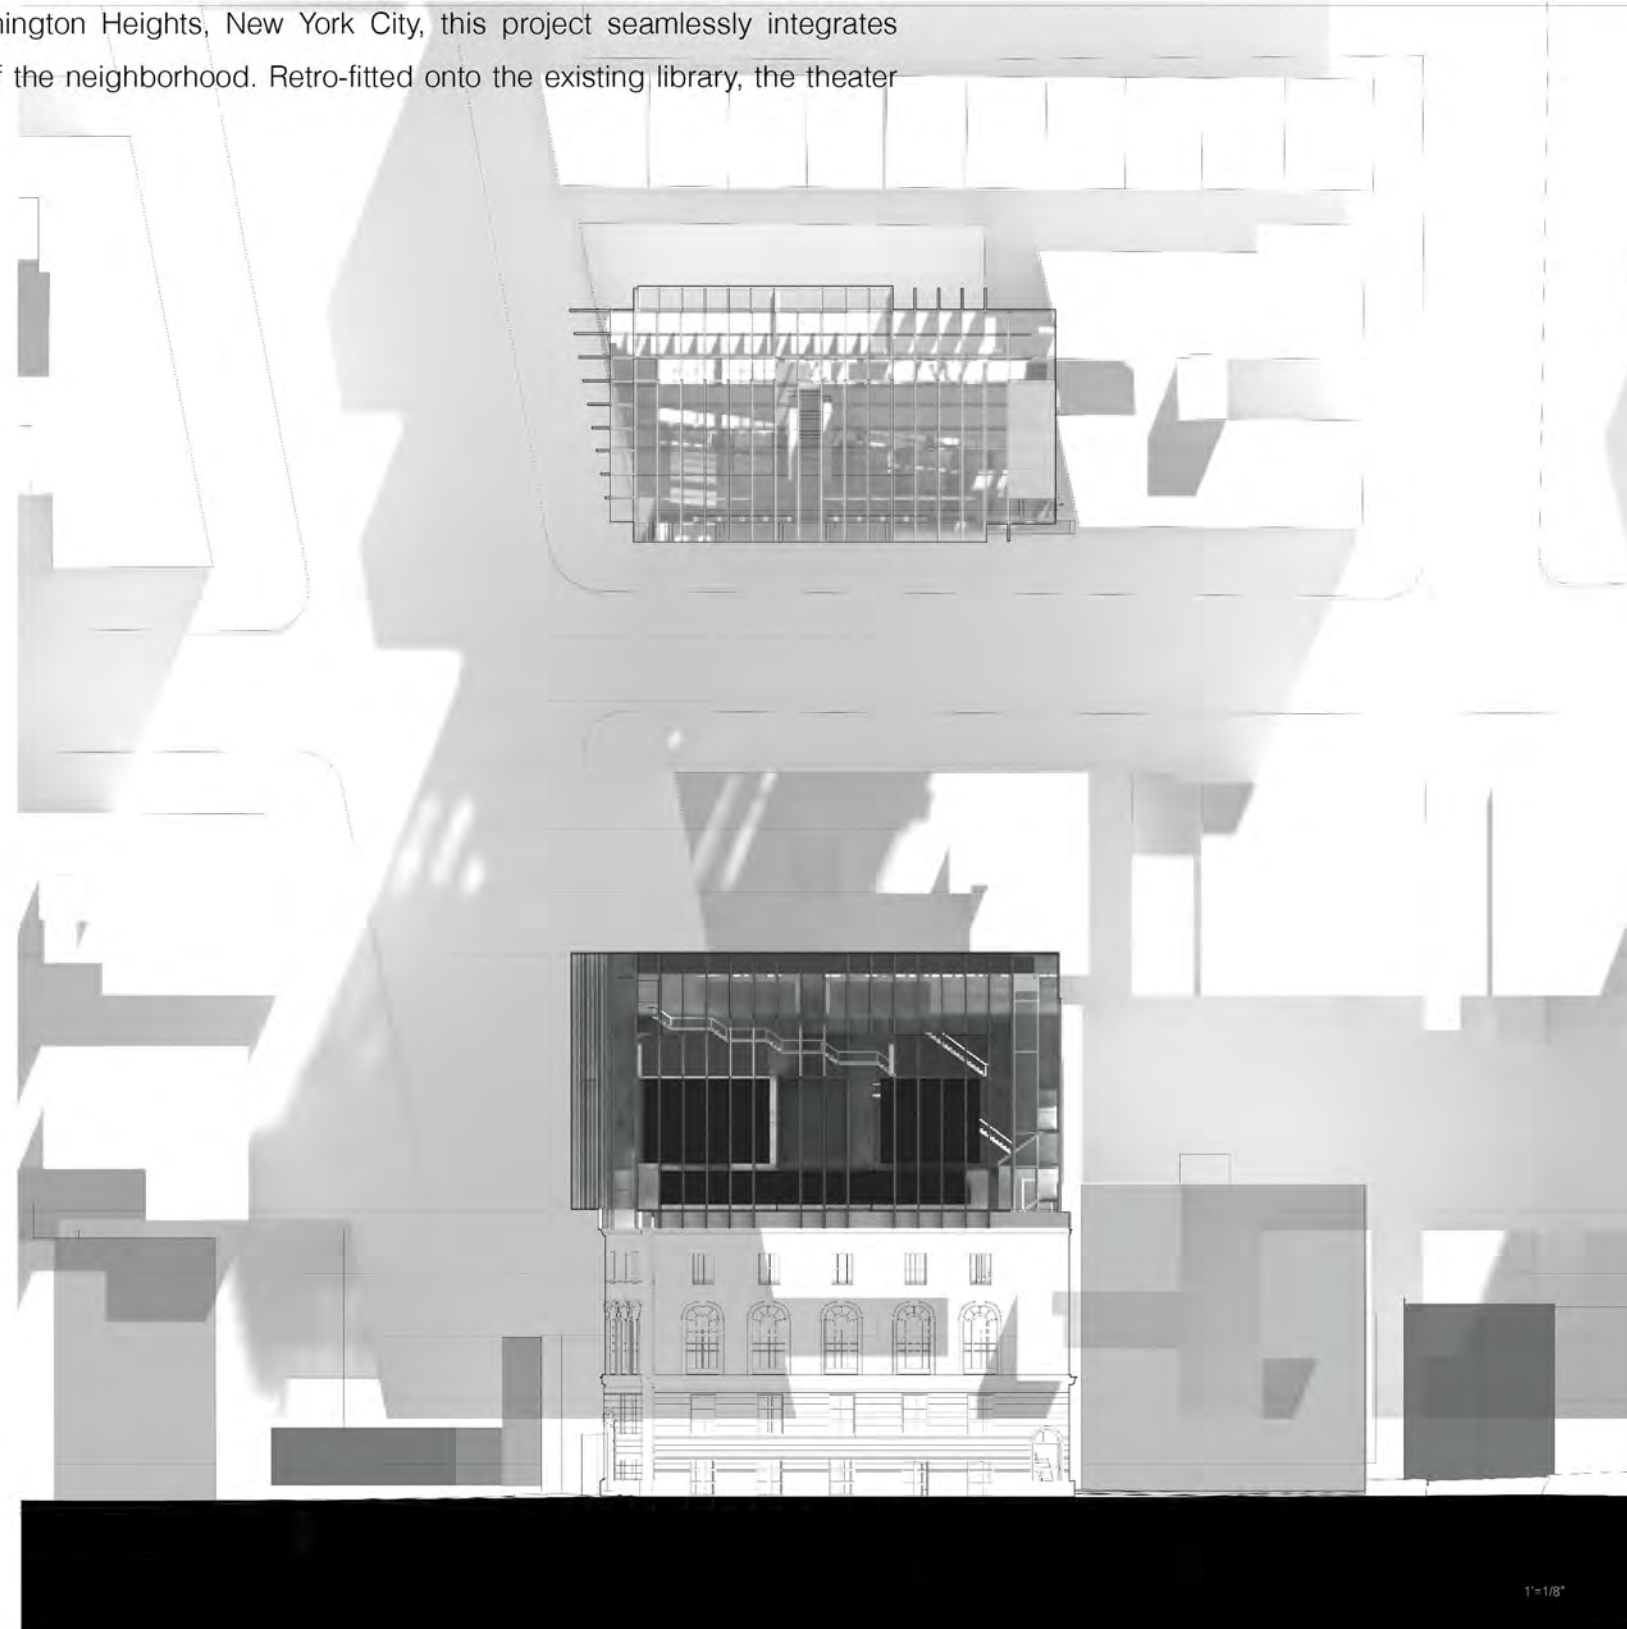 Heights, New York City, this project seamlessly integrates
the neighborhood. Retro-fitted onto the existing library, the theater
1'=1/8"